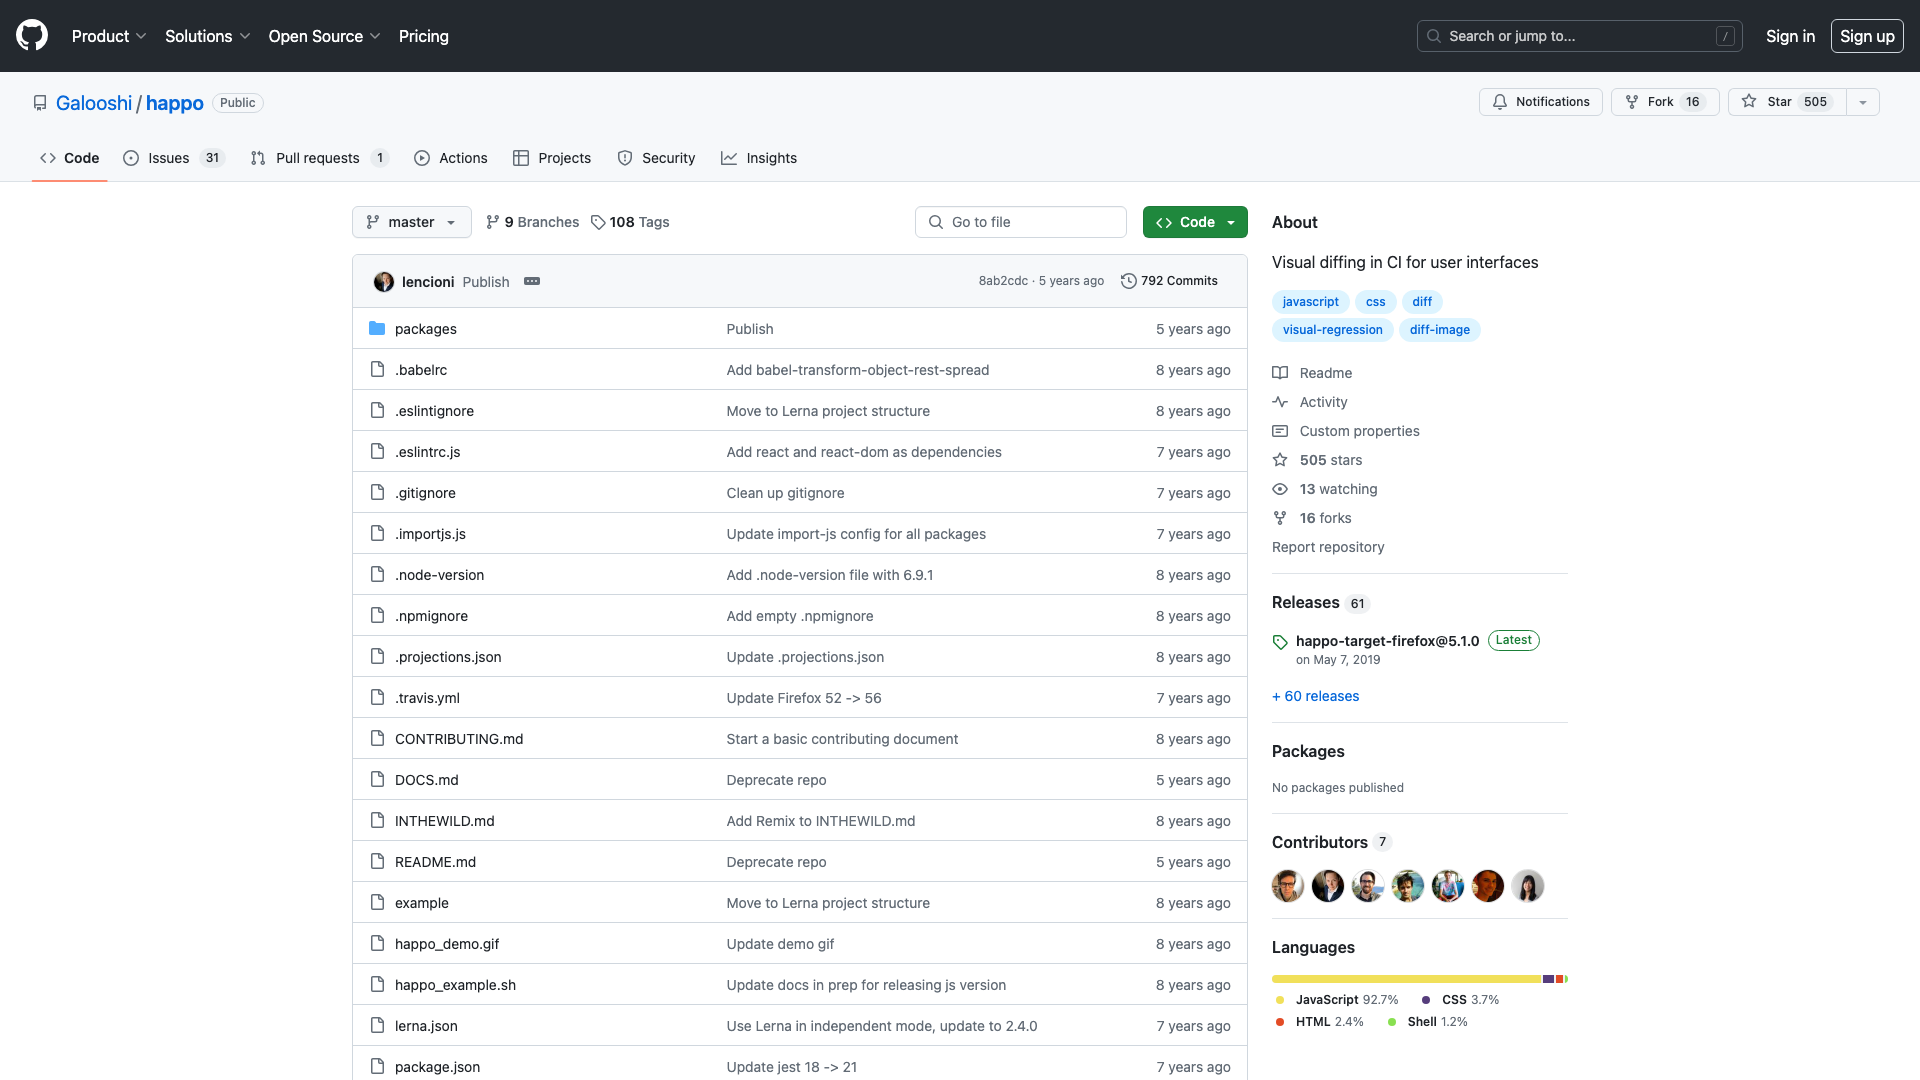 Product Solutions Open Source Pricing Search or jump to... / Sign in Sign up
Galooshi / happo Public Notifications Fork 16 Star 505
Code Issues 31 Pull requests 1 Actions Projects Security Insights
master 9 Branches 108 Tags Go to file Code
lencioni Publish 8ab2cdc · 5 years ago 792 Commits
packages Publish 5 years ago
.babelrc Add babel-transform-object-rest-spread 8 years ago
.eslintignore Move to Lerna project structure 8 years ago
.eslintrc.js Add react and react-dom as dependencies 7 years ago
.gitignore Clean up gitignore 7 years ago
.importjs.js Update import-js config for all packages 7 years ago
.node-version Add .node-version file with 6.9.1 8 years ago
.npmignore Add empty .npmignore 8 years ago
.projections.json Update .projections.json 8 years ago
.travis.yml Update Firefox 52 -> 56 7 years ago
CONTRIBUTING.md Start a basic contributing document 8 years ago
DOCS.md Deprecate repo 5 years ago
INTHEWILD.md Add Remix to INTHEWILD.md 8 years ago
README.md Deprecate repo 5 years ago
example Move to Lerna project structure 8 years ago
happo_demo.gif Update demo gif 8 years ago
happo_example.sh Update docs in prep for releasing js version 8 years ago
lerna.json Use Lerna in independent mode, update to 2.4.0 7 years ago
package.json Update jest 18 -> 21 7 years ago
About
Visual diffing in CI for user interfaces
javascript css diff
visual-regression diff-image
Readme
Activity
Custom properties
505 stars
13 watching
16 forks
Report repository
Releases 61
happo-target-firefox@5.1.0 Latest
on May 7, 2019
+ 60 releases
Packages
No packages published
Contributors 7
Languages
JavaScript 92.7% CSS 3.7%
HTML 2.4% Shell 1.2%